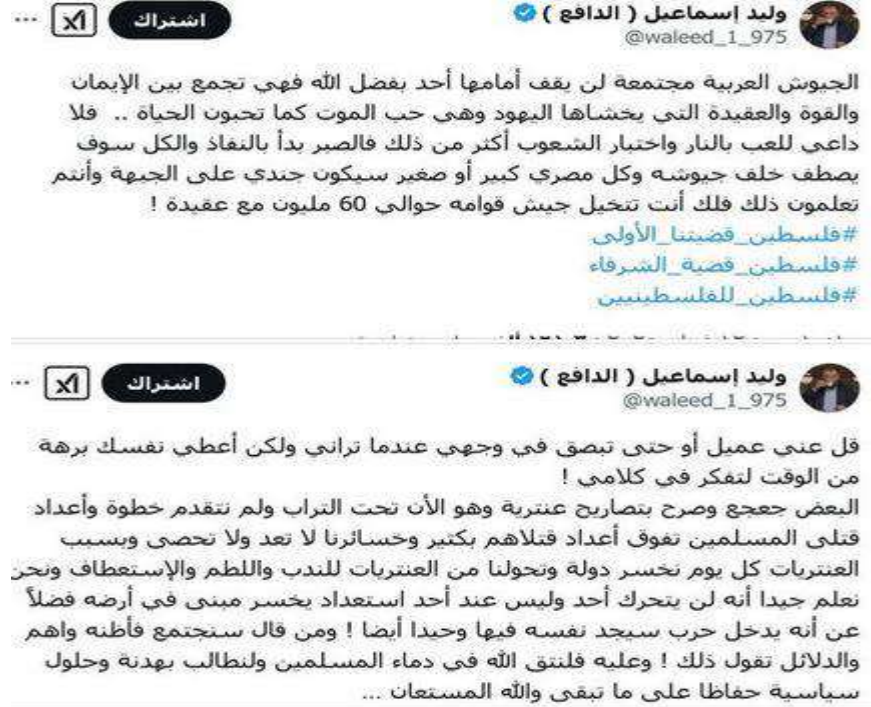 وليد إسماعيل ( الدافع )
اشتراك
@waleed_1_975
الجيوش العربية مجتمعة لن يقف أمامها أحد بفضل الله فهي تجمع بين الإيمان
والقوة والعقيدة التي يخشاها اليهود وهي حب الموت كما تحبون الحياة .. فلا
داعي للعب بالنار واختبار الشعوب أكثر من ذلك فالصبر بدأ بالنفاذ والكل سوف
يصطف خلف جيوشه وكل مصري كبير أو صغير سيكون جندي على الجبهة وأنتم
تعلمون ذلك فلك أنت تتخيل جيش قوامه حوالي 60 مليون مع عقيدة !
#فلسطين_قضيتنا_الأولى
#فلسطين_قضية_الشرفاء
#فلسطين_للفلسطينيين
وليد إسماعيل ( الدافع )
اشتراك
@waleed_1_975
قل عني عميل أو حتى تبصق في وجهي عندما تراني ولكن أعطي نفسك برهة
من الوقت لتفكر في كلامي !
البعض جعجع وصرح بتصاريح عنترية وهو الأن تحت التراب ولم نتقدم خطوة وأعداد
قتلى المسلمين تفوق أعداد قتلاهم بكثير وخسائرنا لا تعد ولا تحصى وبسبب
العنتريات كل يوم نخسر دولة وتحولنا من العنتريات للندب واللطم والإستعطاف ونحن
نعلم جيدا أنه لن يتحرك أحد وليس عند أحد استعداد يخسر مبنى في أرضه فضلاً
عن أنه يدخل حرب سيجد نفسه فيها وحيدا أيضا ! ومن قال سنجتمع فأظنه واهم
والدلائل تقول ذلك ! وعليه فلنتق الله في دماء المسلمين ولنطالب بهدنة وحلول
سياسية حفاظا على ما تبقى والله المستعان ...